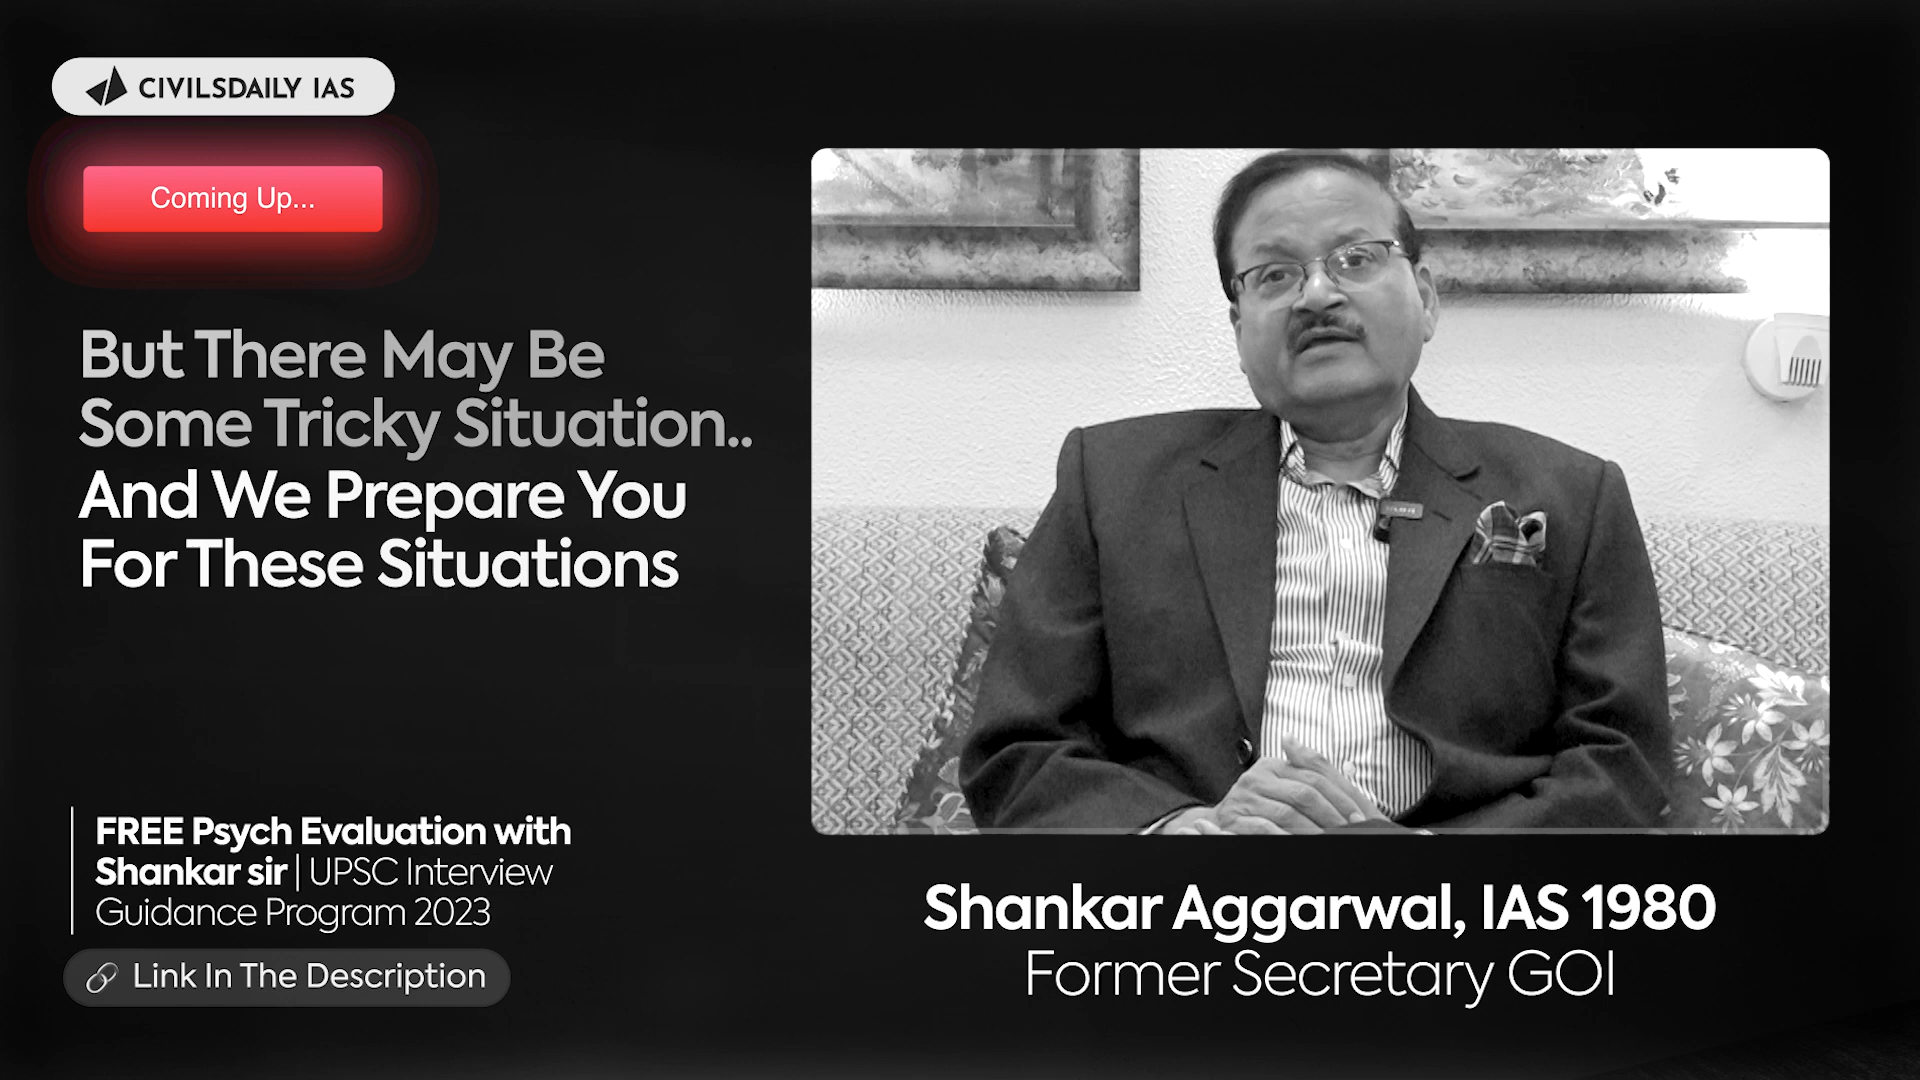 CIVILSDAILY IAS
Coming Up...
But There May Be
Some Tricky Situation..
And We Prepare You
For These Situations
FREE Psych Evaluation with
Shankar sir | UPSC Interview
Guidance Program 2023
Link In The Description
Shankar Aggarwal, IAS 1980
Former Secretary GOI